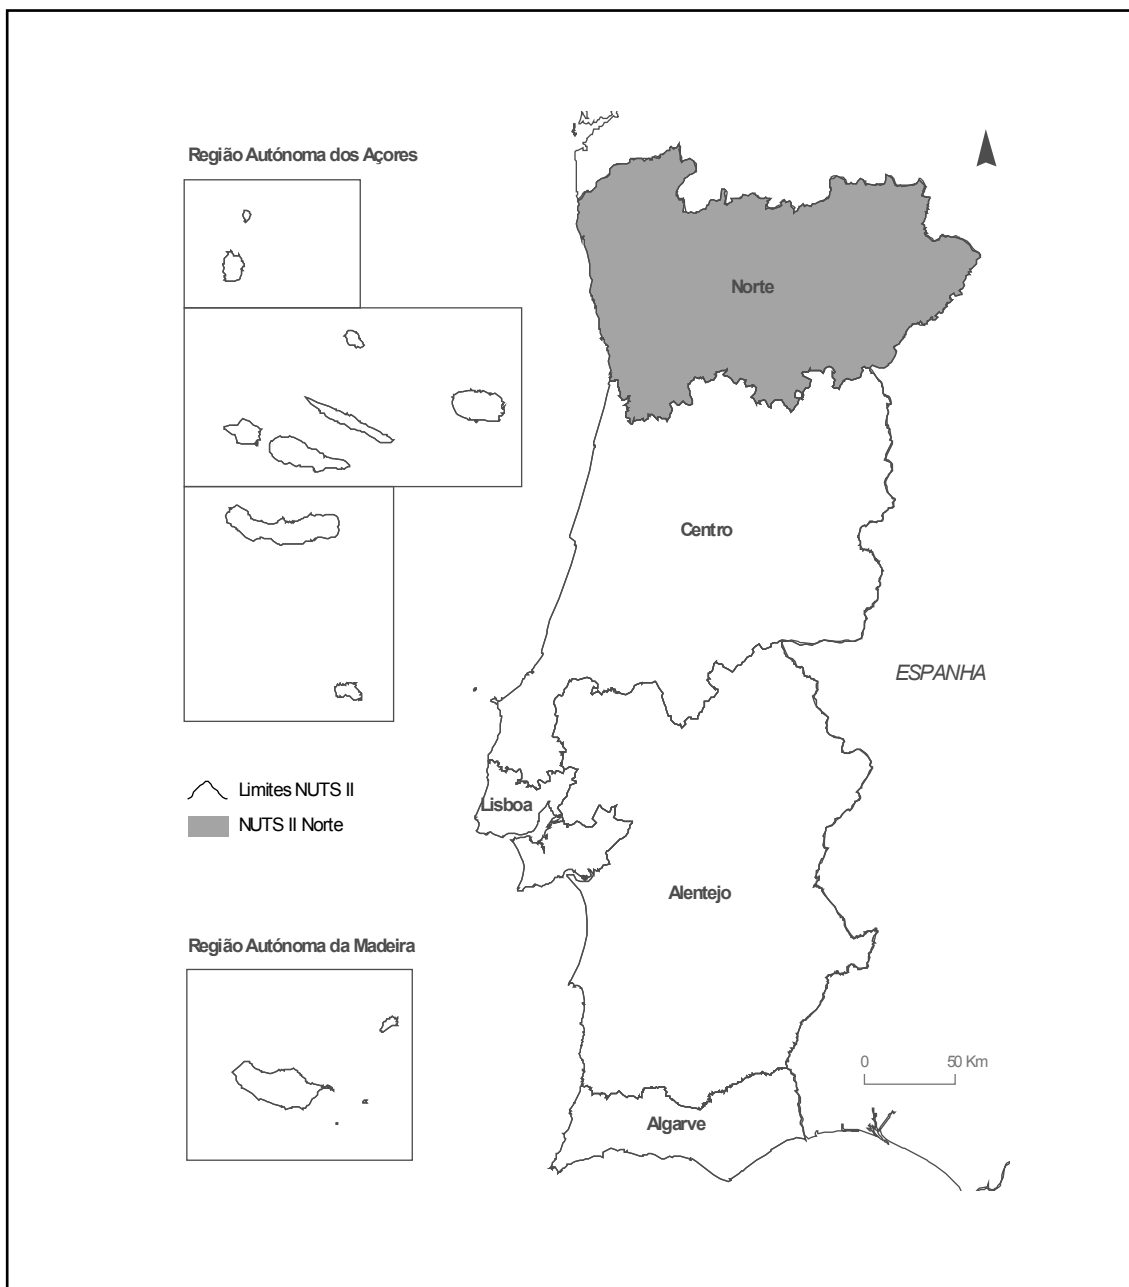 Região Autónoma dos Açores
Norte
Centro
ESPANHA
Limites NUTS II
NUTS II Norte
Lisboa
Alentejo
Região Autónoma da Madeira
0 50 Km
Algarve